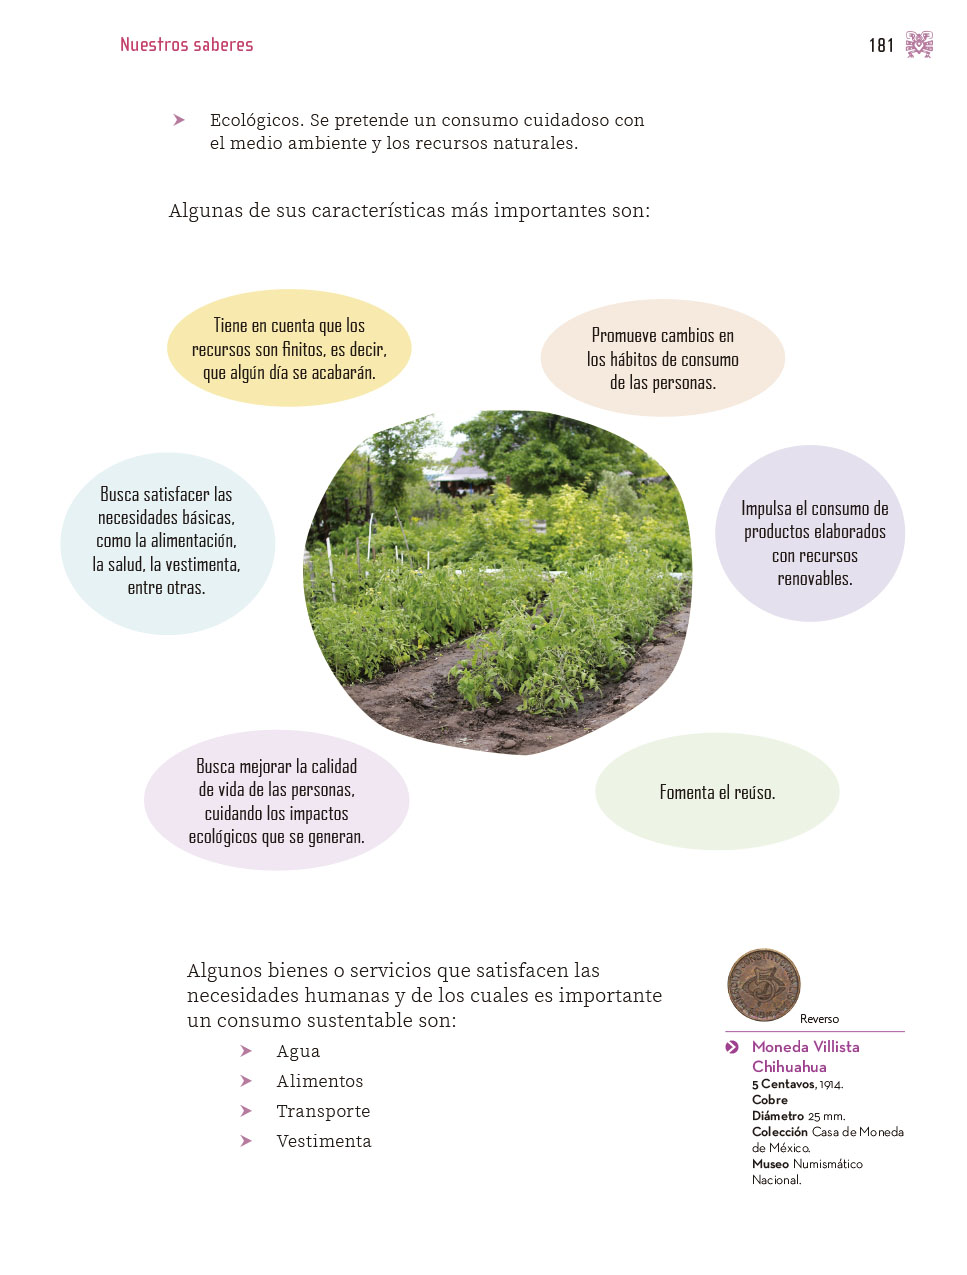 Nuestros saberes
181
Ecológicos. Se pretende un consumo cuidadoso con
el medio ambiente y los recursos naturales.
Algunas de sus características más importantes son:
Tiene en cuenta que los
recursos son finitos, es decir,
que algún día se acabarán.
Promueve cambios en
los hábitos de consumo
de las personas.
Busca satisfacer las
necesidades básicas,
como la alimentación,
la salud, la vestimenta,
entre otras.
Impulsa el consumo de
productos elaborados
con recursos
renovables.
Busca mejorar la calidad
de vida de las personas,
cuidando los impactos
ecológicos que se generan.
Fomenta el reúso.
Algunos bienes o servicios que satisfacen las
necesidades humanas y de los cuales es importante
un consumo sustentable son:
Agua
Alimentos
Transporte
Vestimenta
Reverso
Moneda Villista
Chihuahua
5 Centavos, 1914.
Cobre
Diámetro 25 mm.
Colección Casa de Moneda
de México.
Museo Numismático
Nacional.